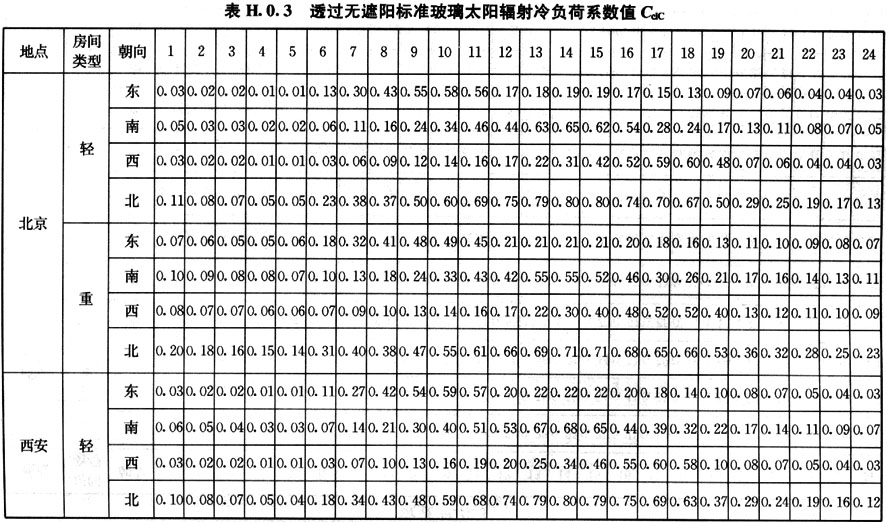 表 H.0.3 透过无遮阳标准玻璃太阳辐射冷负荷系数值 CclC
地点 房间类型 朝向 1 2 3 4 5 6 7 8 9 10 11 12 13 14 15 16 17 18 19 20 21 22 23 24
北京 轻 东 0.03 0.02 0.02 0.01 0.01 0.13 0.30 0.43 0.55 0.58 0.56 0.17 0.18 0.19 0.19 0.17 0.15 0.13 0.09 0.07 0.06 0.04 0.04 0.03
南 0.05 0.03 0.03 0.02 0.02 0.06 0.11 0.16 0.24 0.34 0.46 0.44 0.63 0.65 0.62 0.54 0.28 0.24 0.17 0.13 0.11 0.08 0.07 0.05
西 0.03 0.02 0.02 0.01 0.01 0.03 0.06 0.09 0.12 0.14 0.16 0.17 0.22 0.31 0.42 0.52 0.59 0.60 0.48 0.07 0.06 0.04 0.04 0.03
北 0.11 0.08 0.07 0.05 0.05 0.23 0.38 0.37 0.50 0.60 0.69 0.75 0.79 0.80 0.80 0.74 0.70 0.67 0.50 0.29 0.25 0.19 0.17 0.13
重 东 0.07 0.06 0.05 0.05 0.06 0.18 0.32 0.41 0.48 0.49 0.45 0.21 0.21 0.21 0.21 0.20 0.18 0.16 0.13 0.11 0.10 0.09 0.08 0.07
南 0.10 0.09 0.08 0.08 0.07 0.10 0.13 0.18 0.24 0.33 0.43 0.42 0.55 0.55 0.52 0.46 0.30 0.26 0.21 0.17 0.16 0.14 0.13 0.11
西 0.08 0.07 0.07 0.06 0.06 0.07 0.09 0.10 0.13 0.14 0.16 0.17 0.22 0.30 0.40 0.48 0.52 0.52 0.40 0.13 0.12 0.11 0.10 0.09
北 0.20 0.18 0.16 0.15 0.14 0.31 0.40 0.38 0.47 0.55 0.61 0.66 0.69 0.71 0.71 0.68 0.65 0.66 0.53 0.36 0.32 0.28 0.25 0.23
西安 轻 东 0.03 0.02 0.02 0.01 0.01 0.11 0.27 0.42 0.54 0.59 0.57 0.20 0.22 0.22 0.22 0.20 0.18 0.14 0.10 0.08 0.07 0.05 0.04 0.03
南 0.06 0.05 0.04 0.03 0.03 0.07 0.14 0.21 0.30 0.40 0.51 0.53 0.67 0.68 0.65 0.44 0.39 0.32 0.22 0.17 0.14 0.11 0.09 0.07
西 0.03 0.02 0.02 0.01 0.01 0.03 0.07 0.10 0.13 0.16 0.19 0.20 0.25 0.34 0.46 0.55 0.60 0.58 0.10 0.08 0.07 0.05 0.04 0.03
北 0.10 0.08 0.07 0.05 0.04 0.18 0.34 0.43 0.48 0.59 0.68 0.74 0.79 0.80 0.79 0.75 0.69 0.63 0.37 0.29 0.24 0.19 0.16 0.12